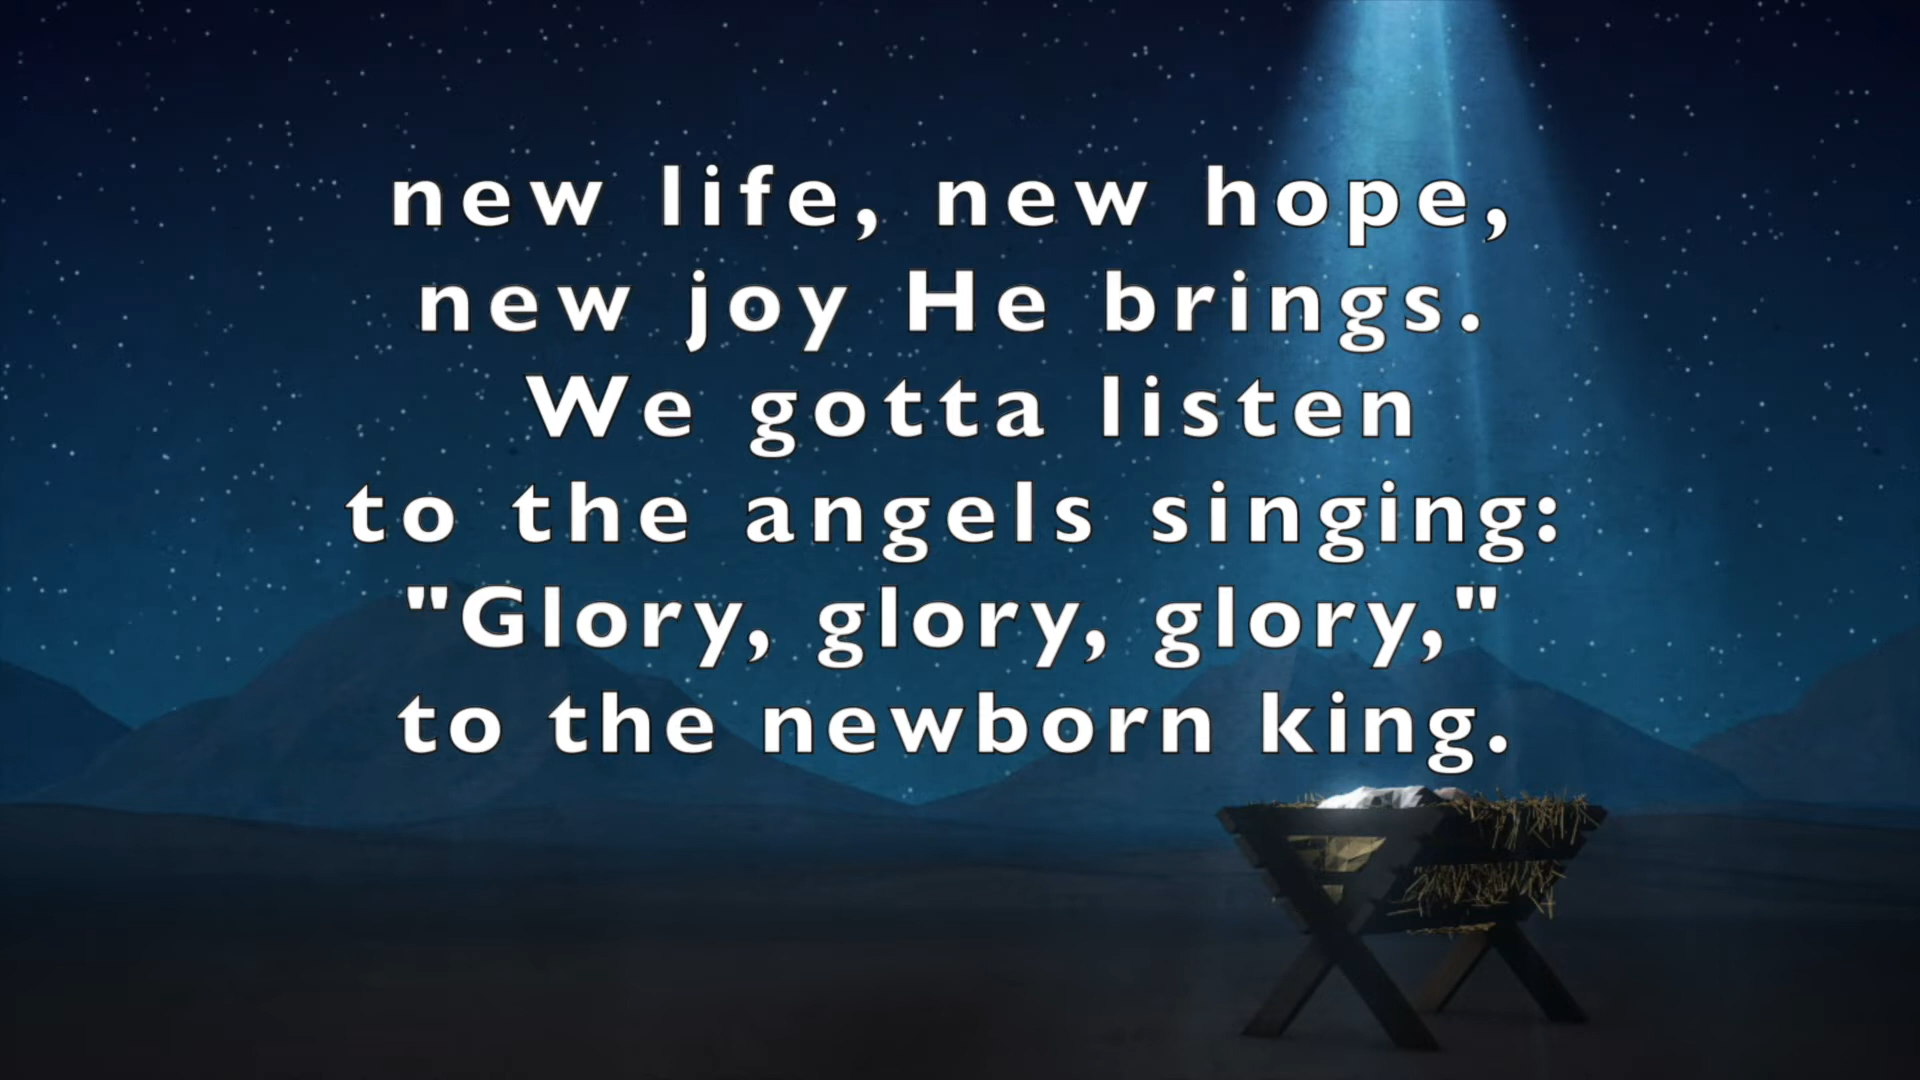 new life, new hope,
new joy He brings.
We gotta listen
to the angels singing:
"Glory, glory, glory,"
to the newborn king.